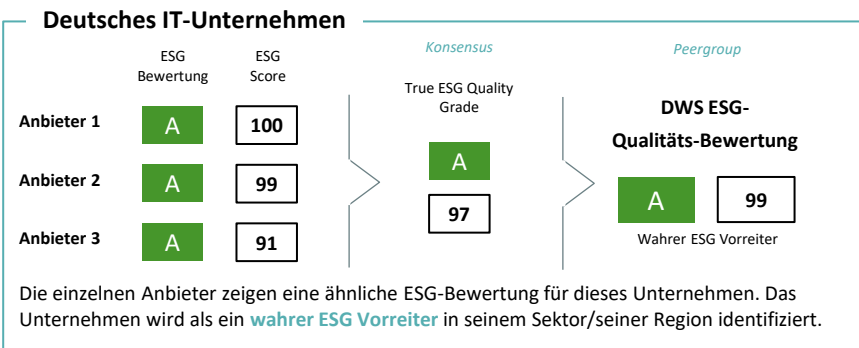 Deutsches IT-Unternehmen
ESG
Bewertung
ESG
Score
Konsensus
Peergroup
True ESG Quality
Grade
DWS ESG-
Qualitäts-Bewertung
Anbieter 1
A
100
Anbieter 2
A
99
Anbieter 3
A
91
A
97
A
99
Wahrer ESG Vorreiter
Die einzelnen Anbieter zeigen eine ähnliche ESG-Bewertung für dieses Unternehmen. Das
Unternehmen wird als ein wahrer ESG Vorreiter in seinem Sektor/seiner Region identifiziert.